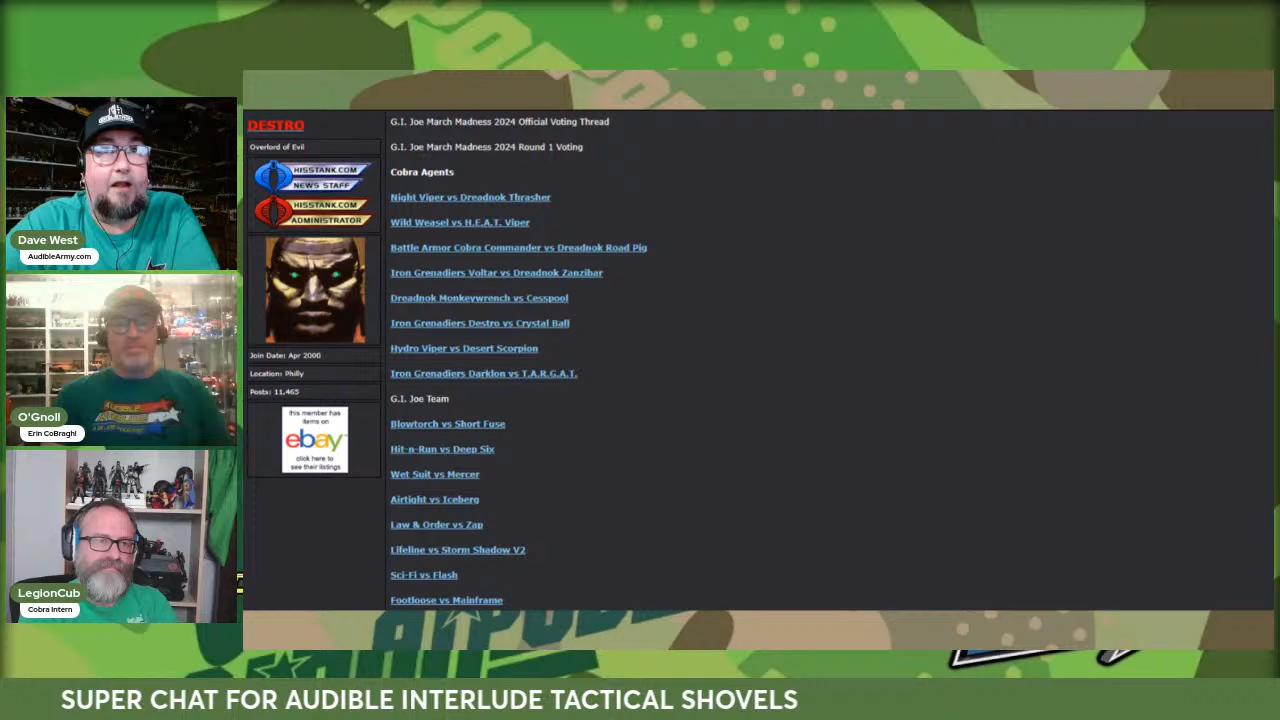 Dave West
AudibleArmy.com
O'Gnoll
Erin CoBraghl
LegionCub
Cobra Intern
DESTRO
Overlord of Evil
HISSTANK.COM
NEWS STAFF
HISSTANK.COM
ADMINISTRATOR
Join Date: Apr 2000
Location: Philly
Posts: 11,465
this member has
items on
ebay
click here to
see their listings
G.I. Joe March Madness 2024 Official Voting Thread
G.I. Joe March Madness 2024 Round 1 Voting
Cobra Agents
Night Viper vs Dreadnok Thrasher
Wild Weasel vs H.E.A.T. Viper
Battle Armor Cobra Commander vs Dreadnok Road Pig
Iron Grenadiers Voltar vs Dreadnok Zanzibar
Dreadnok Monkeywrench vs Cesspool
Iron Grenadiers Destro vs Crystal Ball
Hydro Viper vs Desert Scorpion
Iron Grenadiers Darklon vs T.A.R.G.A.T.
G.I. Joe Team
Blowtorch vs Short Fuse
Hit-n-Run vs Deep Six
Wet Suit vs Mercer
Airtight vs Iceberg
Law & Order vs Zap
Lifeline vs Storm Shadow V2
Sci-Fi vs Flash
Footloose vs Mainframe
SUPER CHAT FOR AUDIBLE INTERLUDE TACTICAL SHOVELS